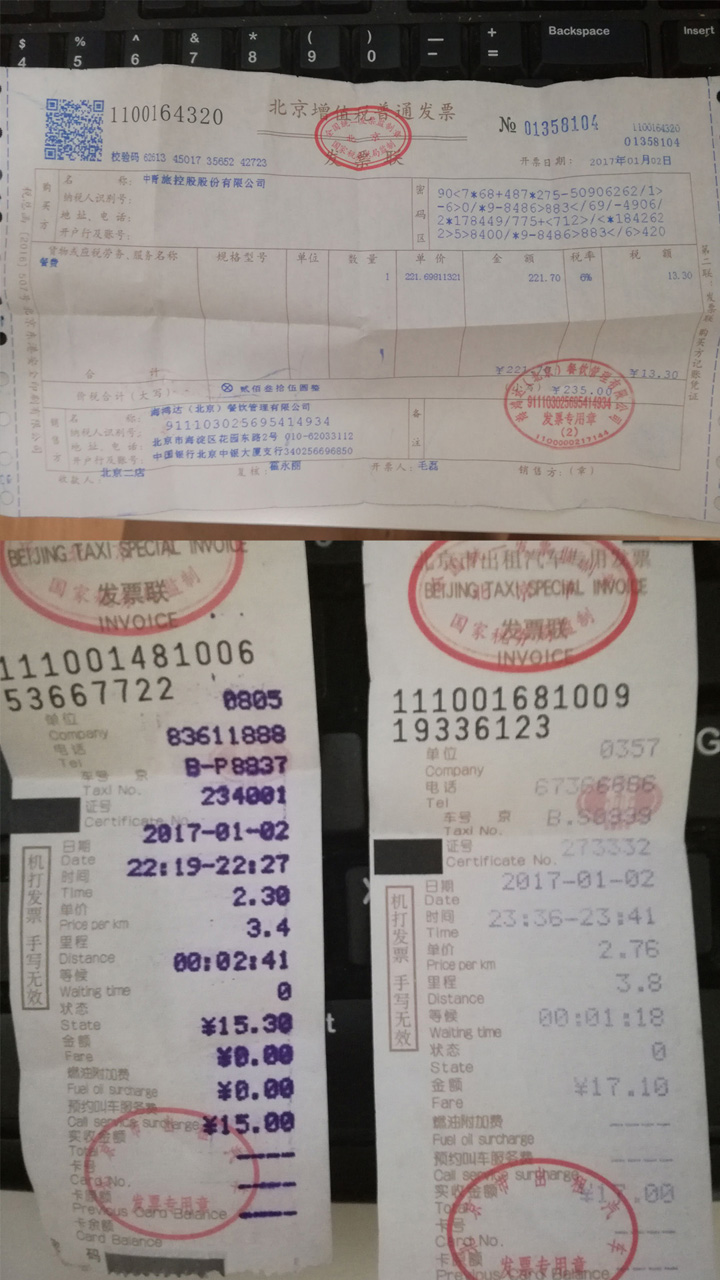 $ % ^ & * ( ) — + Backspace Insert
4 5 6 7 8 9 0 - =
1100164320
北京增值税普通发票
发票联
№ 01358104
1100164320
01358104
校验码 62613 45017 35652 42723
开票日期: 2017年01月02日
购买方
名 称: 中青旅控股股份有限公司
纳税人识别号:
地 址、电 话:
开户行及账号:
密码区
90<7*68+487*275-50906262/1>
-6>0/*9-8486>883</69/-4906/
2*178449/775+<712>/<*184262
2>5>8400/*9-8486>883</6>420
货物或应税劳务、服务名称 规格型号 单位 数量 单价 金额 税率 税额
餐费 1 221.69811321 221.70 6% 13.30
合 计 ¥221.70 ¥13.30
价税合计(大写) ⊗ 贰佰叁拾伍圆整 ¥235.00
销售方
名 称: 海鸿达(北京)餐饮管理有限公司
纳税人识别号: 911103025695414934
地 址、电 话: 北京市海淀区花园东路2号 010-62033112
开户行及账号: 中国银行北京中银大厦支行340256696850
备注
911103025695414934
发票专用章
(2)
1100000217144
收款人: 北京二店 复核: 翟永丽 开票人: 毛磊 销售方:(章)
第二联:发票联 购买方记账凭证
BEIJING TAXI SPECIAL INVOICE
国家税务 监制
发票联
INVOICE
111001481006
53667722
单位 0805
Company
电话 83611888
Tel
车号 京 B-P8837
Taxi No.
证号 234001
Certificate No.
日期 2017-01-02
Date
时间 22:19-22:27
Time
单价 2.30
Price per km
里程 3.4
Distance
等候 00:02:41
Waiting time
状态 0
State
金额 ¥15.30
Fare
燃油附加费 ¥0.00
Fuel oil surcharge
预约叫车服务费 ¥0.00
Call service surcharge
实收金额 ¥15.00
Total
卡号 ----
Card No.
卡原额 ----
Previous Card Balance
卡余额 ----
Card Balance
码
机打发票 手写无效
发票专用章
北京市出租汽车专用发票
BEIJING TAXI SPECIAL INVOICE
发票联
INVOICE
111001681009
19336123
单位 0357
Company
电话 67366886
Tel
车号 京
Taxi No.
证号 273332
Certificate No.
日期 2017-01-02
Date
时间 23:36-23:41
Time
单价 2.76
Price per km
里程 3.8
Distance
等候 00:01:18
Waiting time
状态 0
State
金额 ¥17.10
Fare
燃油附加费 ----
Fuel oil surcharge
预约叫车服务费 ----
Call service surcharge
实收金额 ¥17.00
Total
卡号 ----
Card No.
卡原额 ----
Previous Card Balance
机打发票 手写无效
发票专用章
G